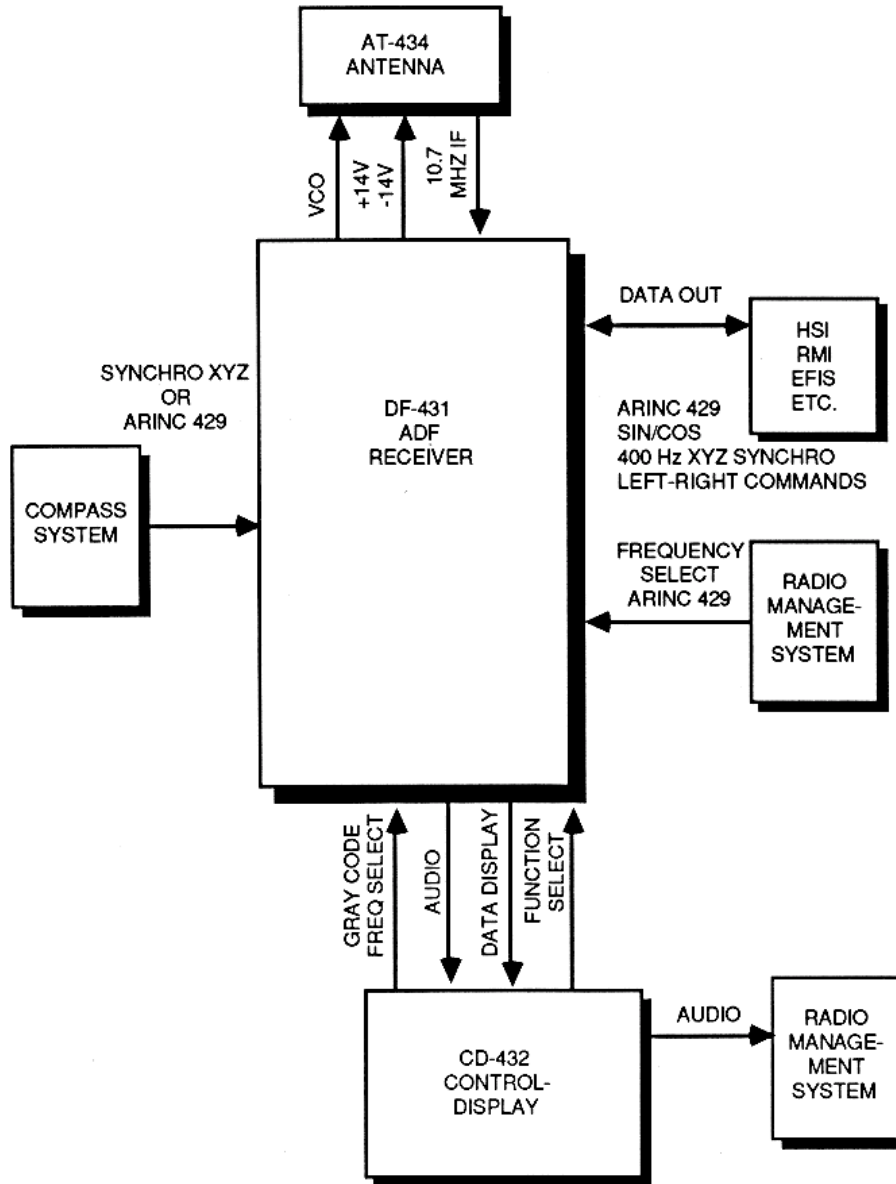 AT-434
ANTENNA
VCO
+14V
-14V
10.7
MHZ IF
DATA OUT
HSI
RMI
EFIS
ETC.
SYNCHRO XYZ
OR
ARINC 429
DF-431
ADF
RECEIVER
ARINC 429
SIN/COS
400 Hz XYZ SYNCHRO
LEFT-RIGHT COMMANDS
COMPASS
SYSTEM
FREQUENCY
SELECT
ARINC 429
RADIO
MANAGE-
MENT
SYSTEM
GRAY CODE
FREQ SELECT
AUDIO
DATA DISPLAY
FUNCTION
SELECT
CD-432
CONTROL-
DISPLAY
AUDIO
RADIO
MANAGE-
MENT
SYSTEM